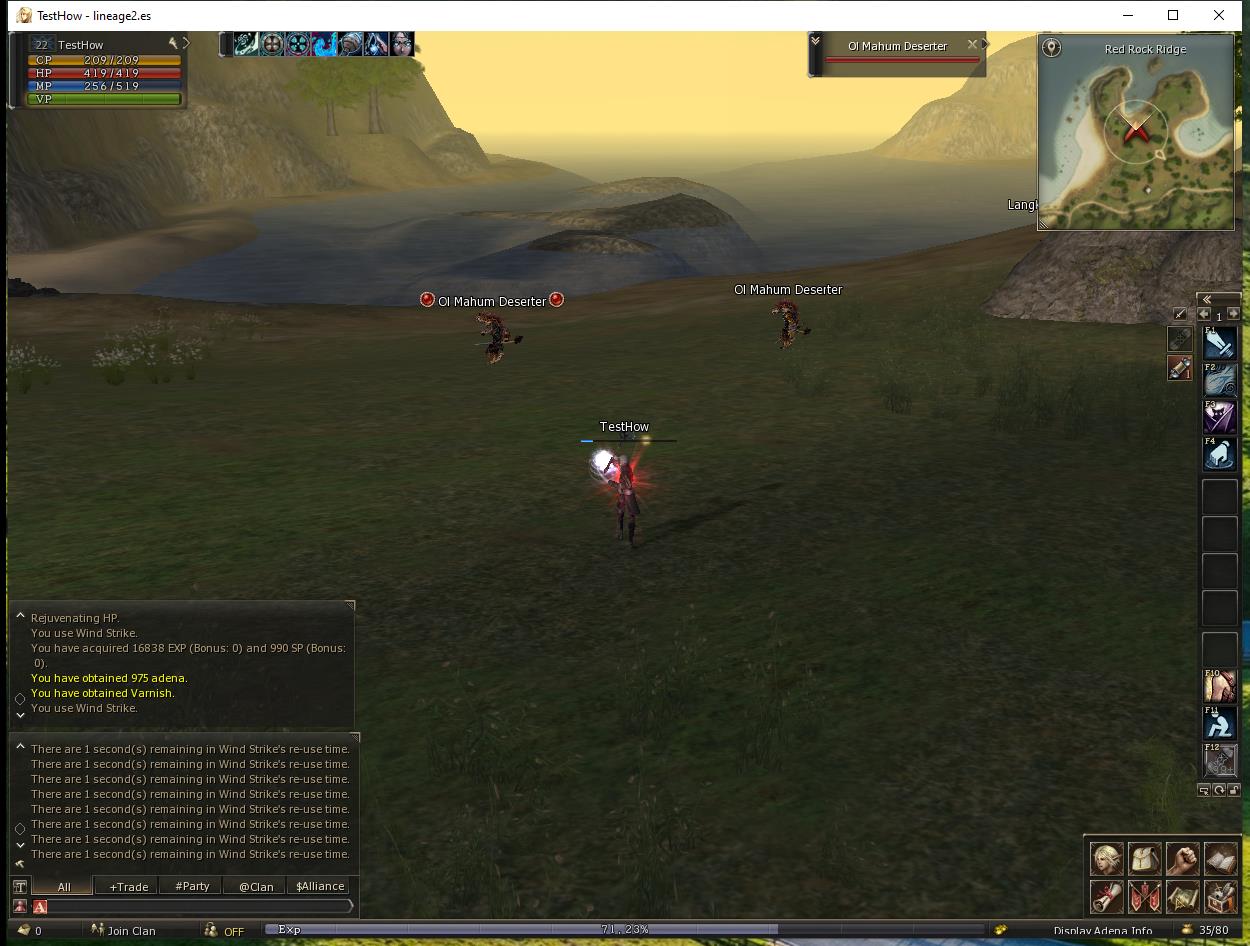 TestHow - lineage2.es
22 TestHow
CP 209/209
HP 419/419
MP 256/519
VP
Ol Mahum Deserter
Red Rock Ridge
Ol Mahum Deserter
Ol Mahum Deserter
TestHow
1
F1
F2
F3
F4
F10
F11
F12
99+
Rejuvenating HP.
You use Wind Strike.
You have acquired 16838 EXP (Bonus: 0) and 990 SP (Bonus:
0).
You have obtained 975 adena.
You have obtained Varnish.
You use Wind Strike.
There are 1 second(s) remaining in Wind Strike's re-use time.
There are 1 second(s) remaining in Wind Strike's re-use time.
There are 1 second(s) remaining in Wind Strike's re-use time.
There are 1 second(s) remaining in Wind Strike's re-use time.
There are 1 second(s) remaining in Wind Strike's re-use time.
There are 1 second(s) remaining in Wind Strike's re-use time.
There are 1 second(s) remaining in Wind Strike's re-use time.
There are 1 second(s) remaining in Wind Strike's re-use time.
All +Trade #Party @Clan $Alliance
A
0 Join Clan OFF Exp 71.23% Display Adena Info 35/80